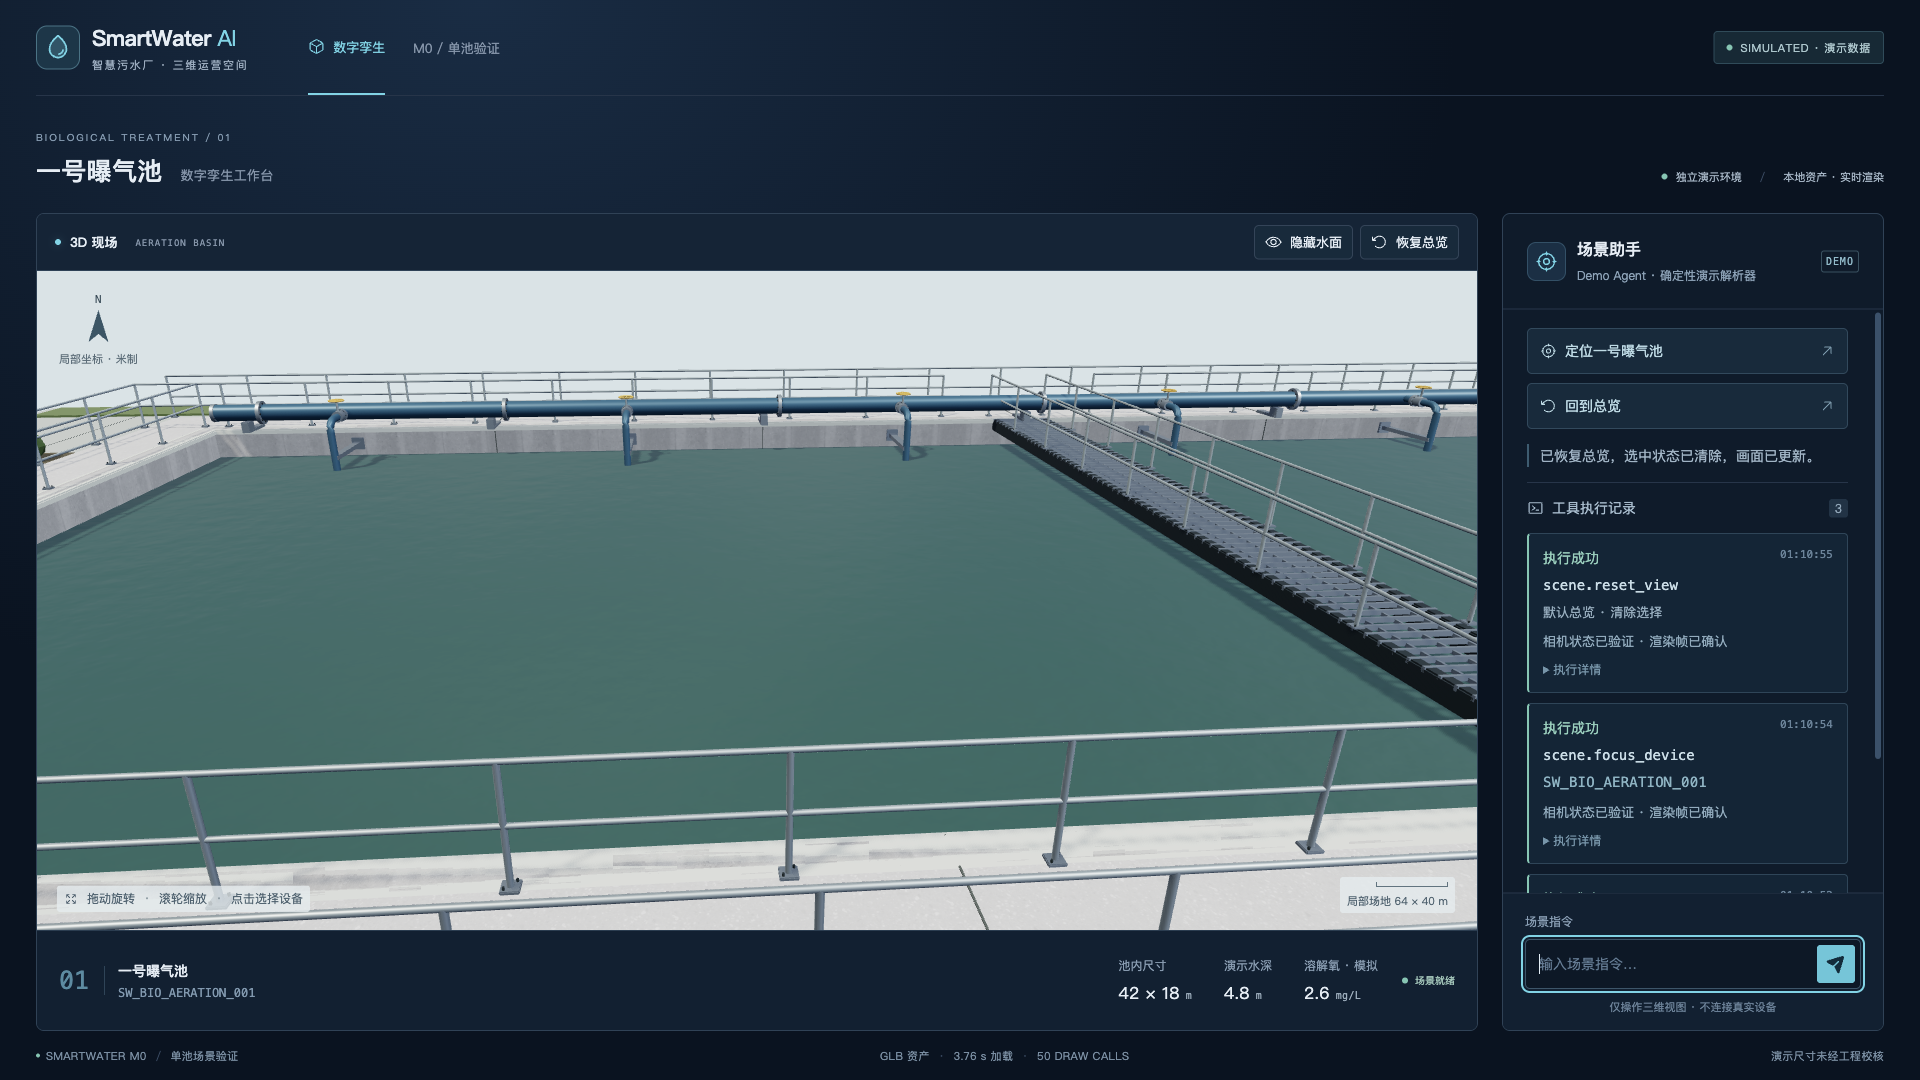 SmartWater AI
智慧污水厂 · 三维运营空间
数字孪生
M0 / 单池验证
SIMULATED · 演示数据
BIOLOGICAL TREATMENT / 01
一号曝气池 数字孪生工作台
独立演示环境 / 本地资产 · 实时渲染
3D 现场 AERATION BASIN
隐藏水面
恢复总览
N
局部坐标 · 米制
拖动旋转 · 滚轮缩放 · 点击选择设备
局部场地 64 × 40 m
01
一号曝气池
SW_BIO_AERATION_001
池内尺寸
42 × 18 m
演示水深
4.8 m
溶解氧 · 模拟
2.6 mg/L
场景就绪
场景助手
Demo Agent · 确定性演示解析器
DEMO
定位一号曝气池
回到总览
已恢复总览，选中状态已清除，画面已更新。
工具执行记录 3
执行成功 01:10:55
scene.reset_view
默认总览 · 清除选择
相机状态已验证 · 渲染帧已确认
执行详情
执行成功 01:10:54
scene.focus_device
SW_BIO_AERATION_001
相机状态已验证 · 渲染帧已确认
执行详情
场景指令
输入场景指令…
仅操作三维视图 · 不连接真实设备
SMARTWATER M0 / 单池场景验证
GLB 资产 · 3.76 s 加载 · 50 DRAW CALLS
演示尺寸未经工程校核